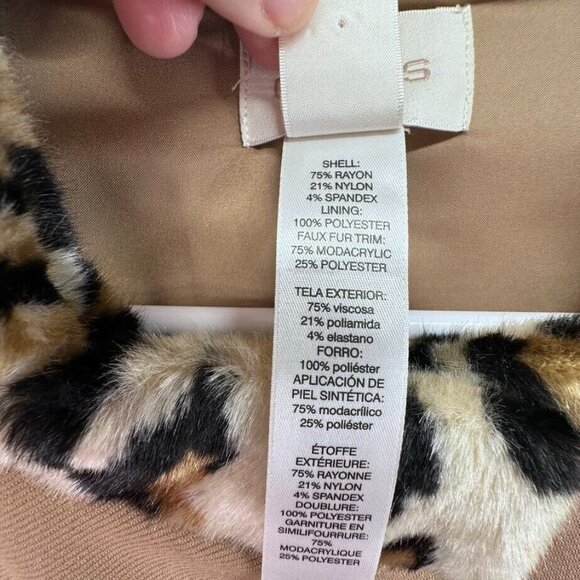 S
SHELL:
75% RAYON
21% NYLON
4% SPANDEX
LINING:
100% POLYESTER
FAUX FUR TRIM:
75% MODACRYLIC
25% POLYESTER
TELA EXTERIOR:
75% viscosa
21% poliamida
4% elastano
FORRO:
100% poliéster
APLICACIÓN DE
PIEL SINTÉTICA:
75% modacrílico
25% poliéster
ÉTOFFE
EXTÉRIEURE:
75% RAYONNE
21% NYLON
4% SPANDEX
DOUBLURE:
100% POLYESTER
GARNITURE EN
SIMILIFOURRURE:
75%
MODACRYLIQUE
25% POLYESTER